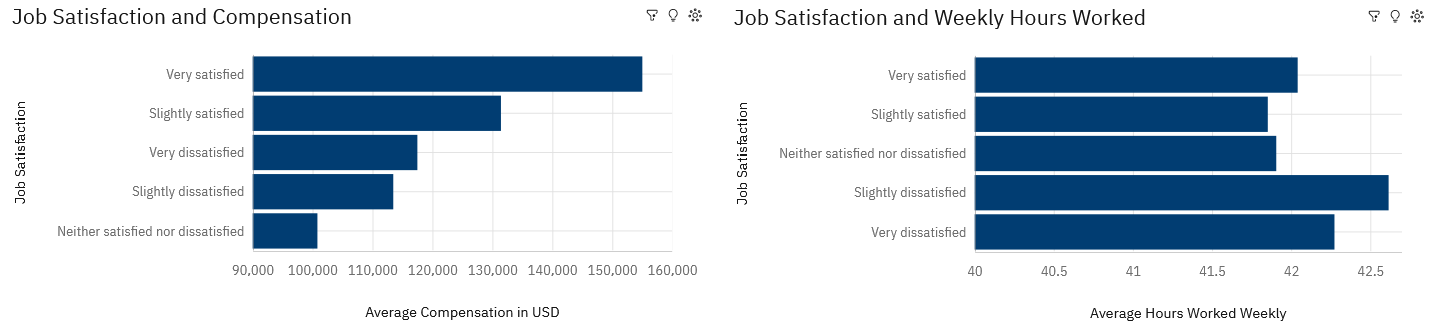 Job Satisfaction and Compensation
Job Satisfaction
Very satisfied
Slightly satisfied
Very dissatisfied
Slightly dissatisfied
Neither satisfied nor dissatisfied
90,000 100,000 110,000 120,000 130,000 140,000 150,000 160,000
Average Compensation in USD
Job Satisfaction and Weekly Hours Worked
Job Satisfaction
Very satisfied
Slightly satisfied
Neither satisfied nor dissatisfied
Slightly dissatisfied
Very dissatisfied
40 40.5 41 41.5 42 42.5
Average Hours Worked Weekly